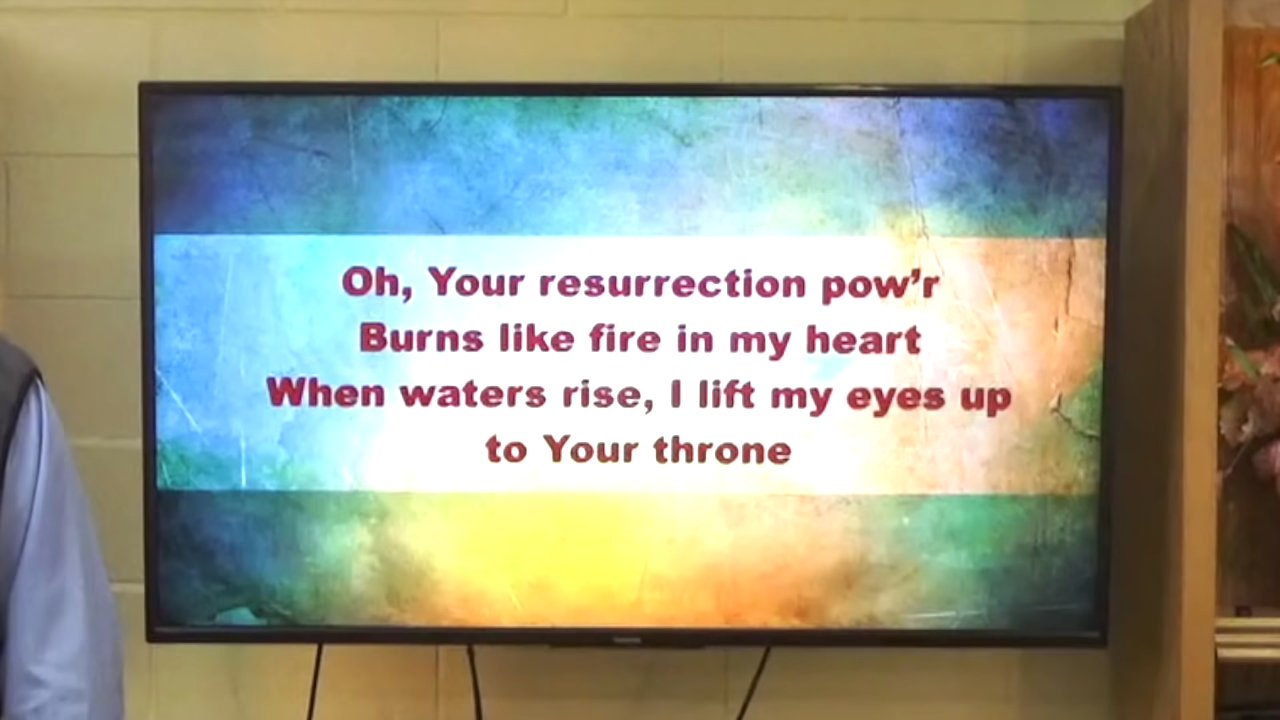 Oh, Your resurrection pow’r
Burns like fire in my heart
When waters rise, I lift my eyes up
to Your throne